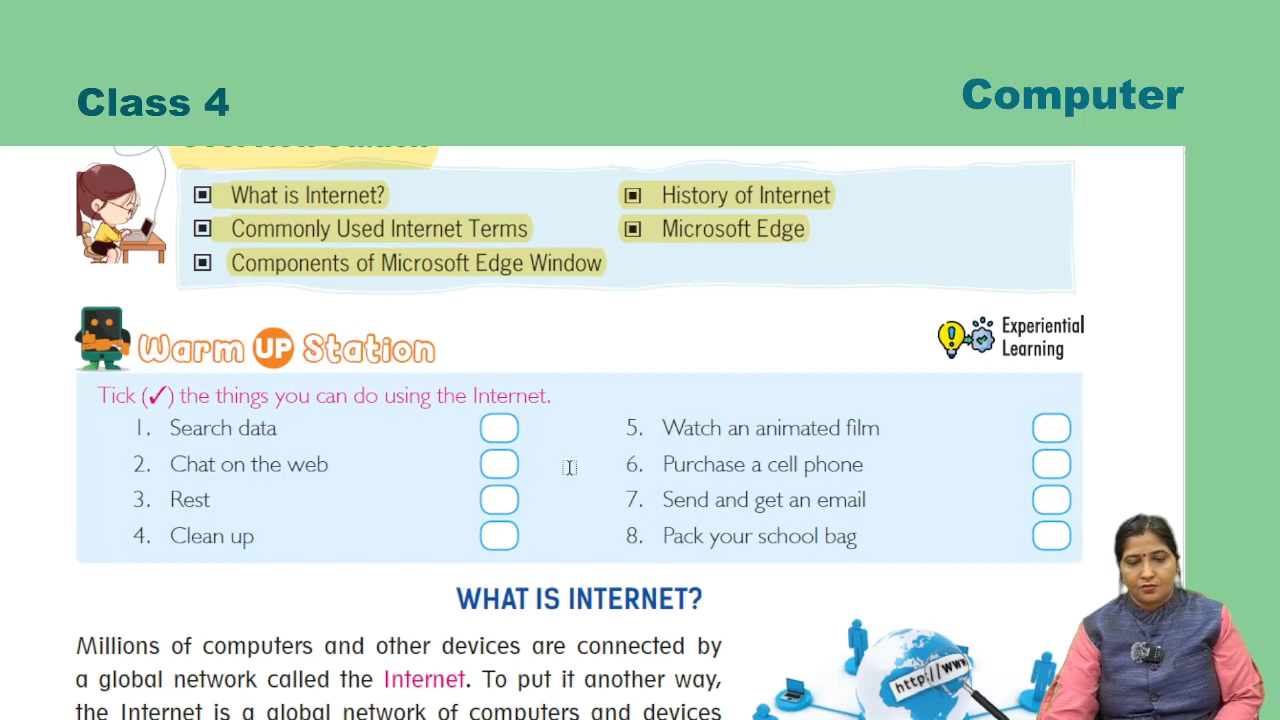 Class 4
Computer
What is Internet?
History of Internet
Commonly Used Internet Terms
Microsoft Edge
Components of Microsoft Edge Window
Warm UP Station
Experiential
Learning
Tick (✓) the things you can do using the Internet.
1. Search data
2. Chat on the web
3. Rest
4. Clean up
5. Watch an animated film
6. Purchase a cell phone
7. Send and get an email
8. Pack your school bag
WHAT IS INTERNET?
Millions of computers and other devices are connected by
a global network called the Internet. To put it another way,
the Internet is a global network of computers and devices
http://www